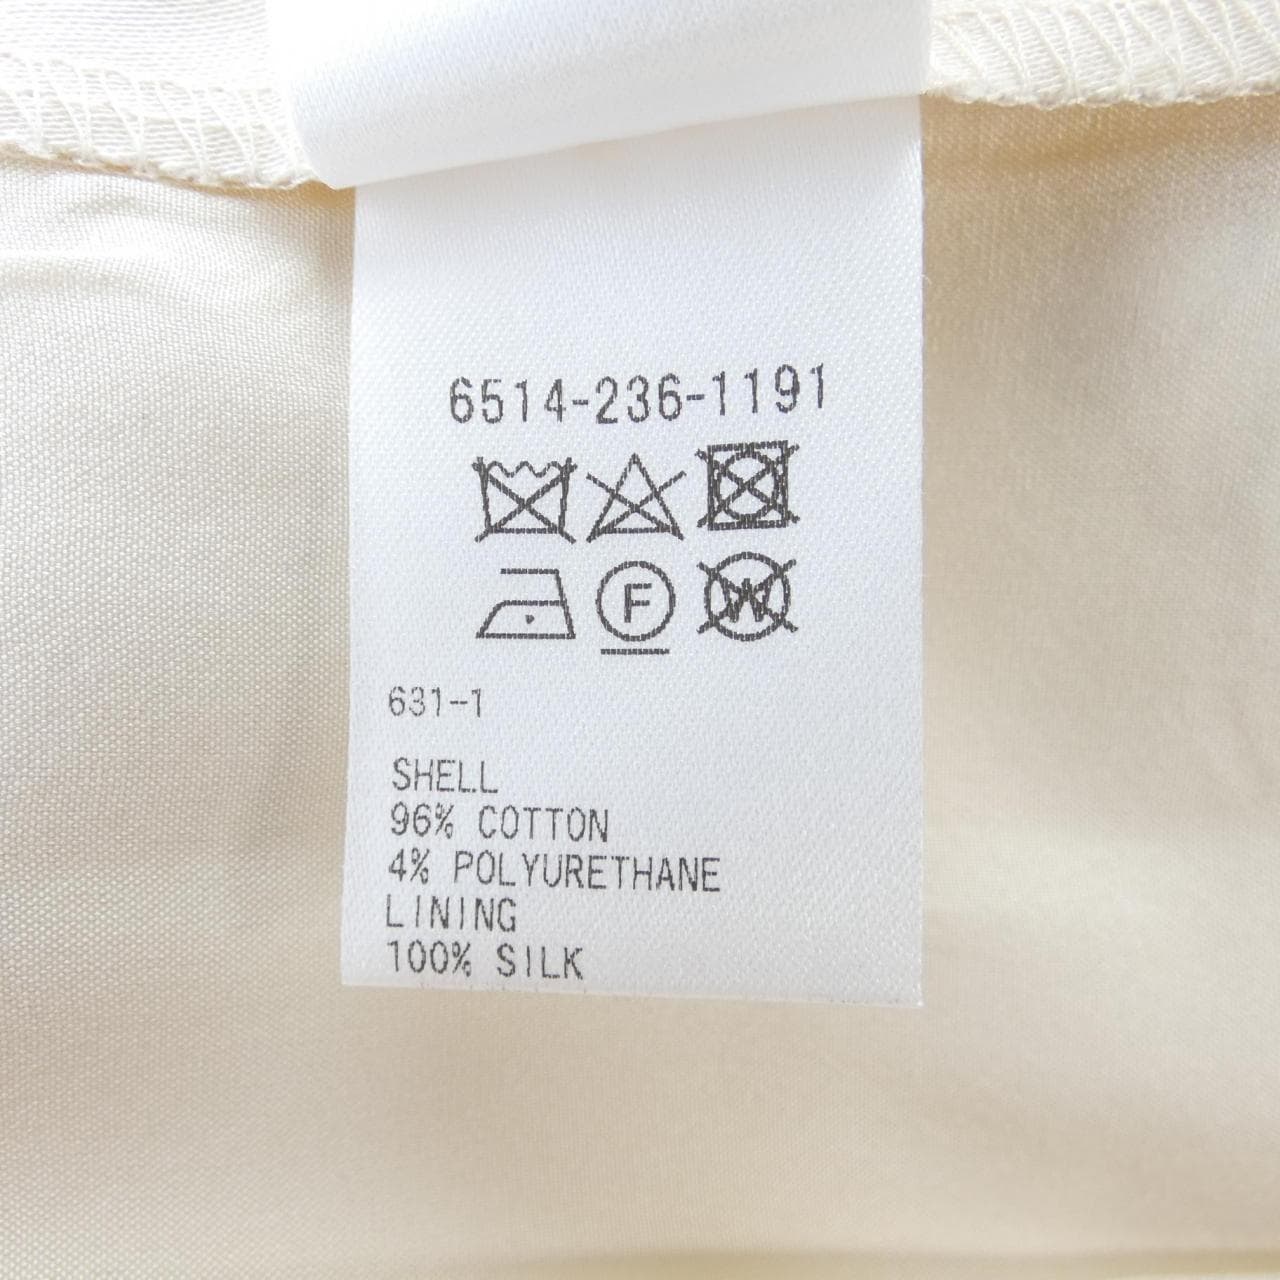 6514-236-1191
F W
631-1
SHELL
96% COTTON
4% POLYURETHANE
LINING
100% SILK